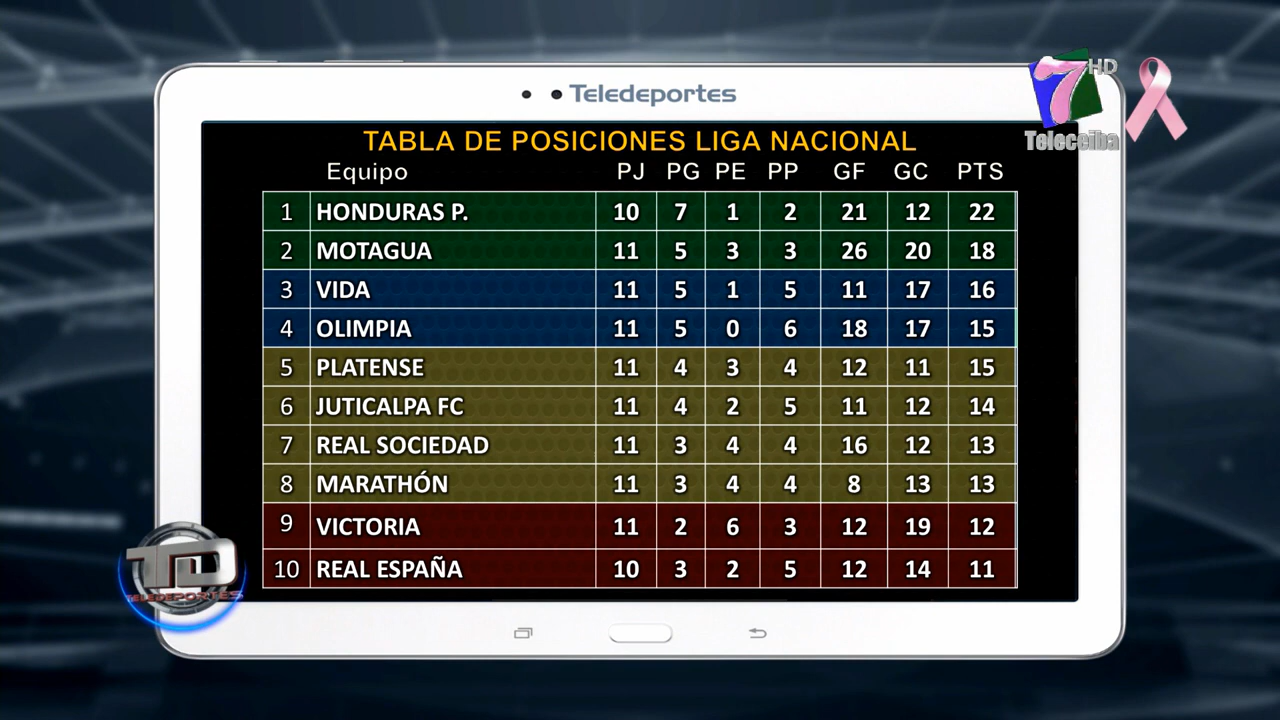 Teledeportes
7 HD
Teleceiba
TABLA DE POSICIONES LIGA NACIONAL
Equipo PJ PG PE PP GF GC PTS
1 HONDURAS P. 10 7 1 2 21 12 22
2 MOTAGUA 11 5 3 3 26 20 18
3 VIDA 11 5 1 5 11 17 16
4 OLIMPIA 11 5 0 6 18 17 15
5 PLATENSE 11 4 3 4 12 11 15
6 JUTICALPA FC 11 4 2 5 11 12 14
7 REAL SOCIEDAD 11 3 4 4 16 12 13
8 MARATHÓN 11 3 4 4 8 13 13
9 VICTORIA 11 2 6 3 12 19 12
10 REAL ESPAÑA 10 3 2 5 12 14 11
TD
TELEDEPORTES